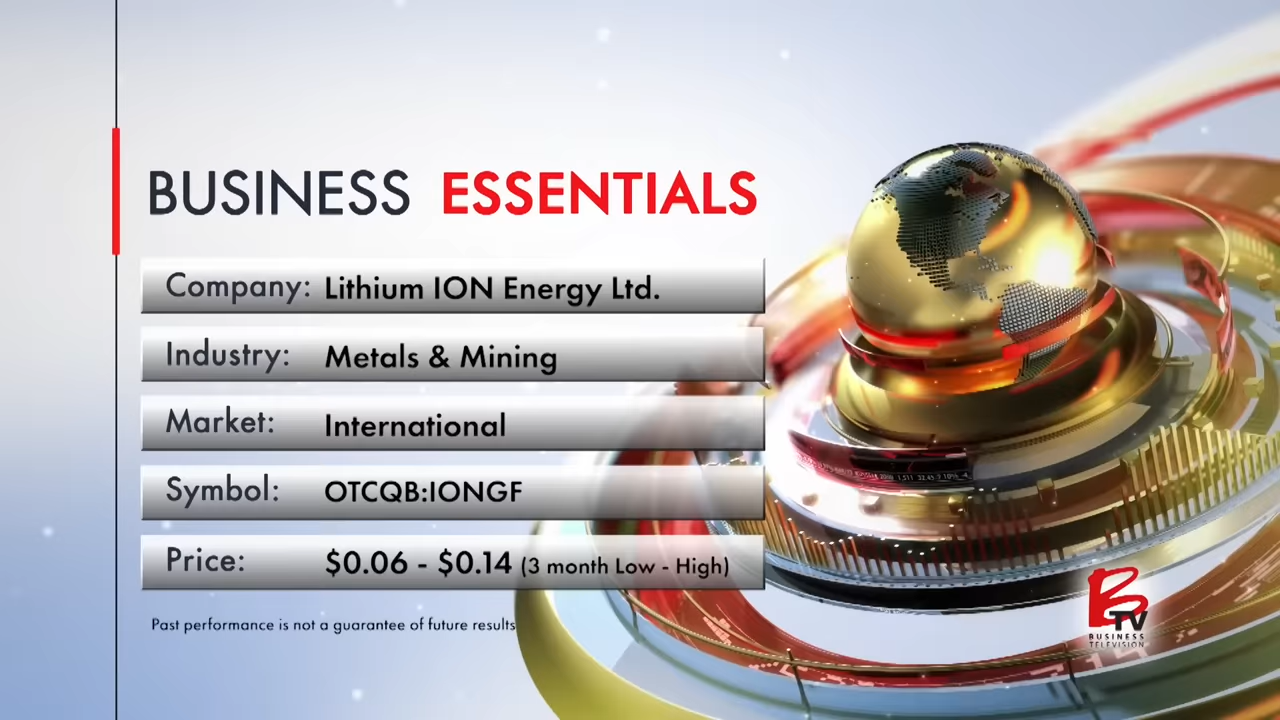 BUSINESS ESSENTIALS
Company: Lithium ION Energy Ltd.
Industry: Metals & Mining
Market: International
Symbol: OTCQB:IONGF
Price: $0.06 - $0.14 (3 month Low - High)
Past performance is not a guarantee of future results
BTV
BUSINESS
TELEVISION